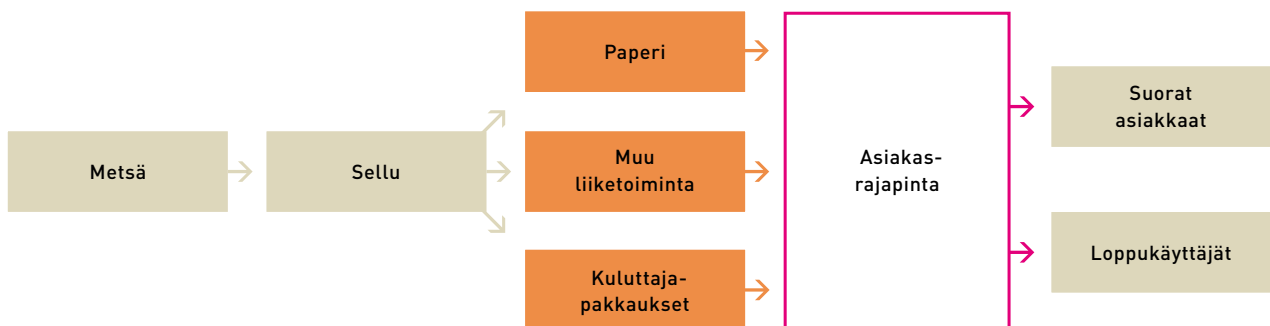 Metsä
Sellu
Paperi
Muu
liiketoiminta
Kuluttaja-
pakkaukset
Asiakas-
rajapinta
Suorat
asiakkaat
Loppukäyttäjät